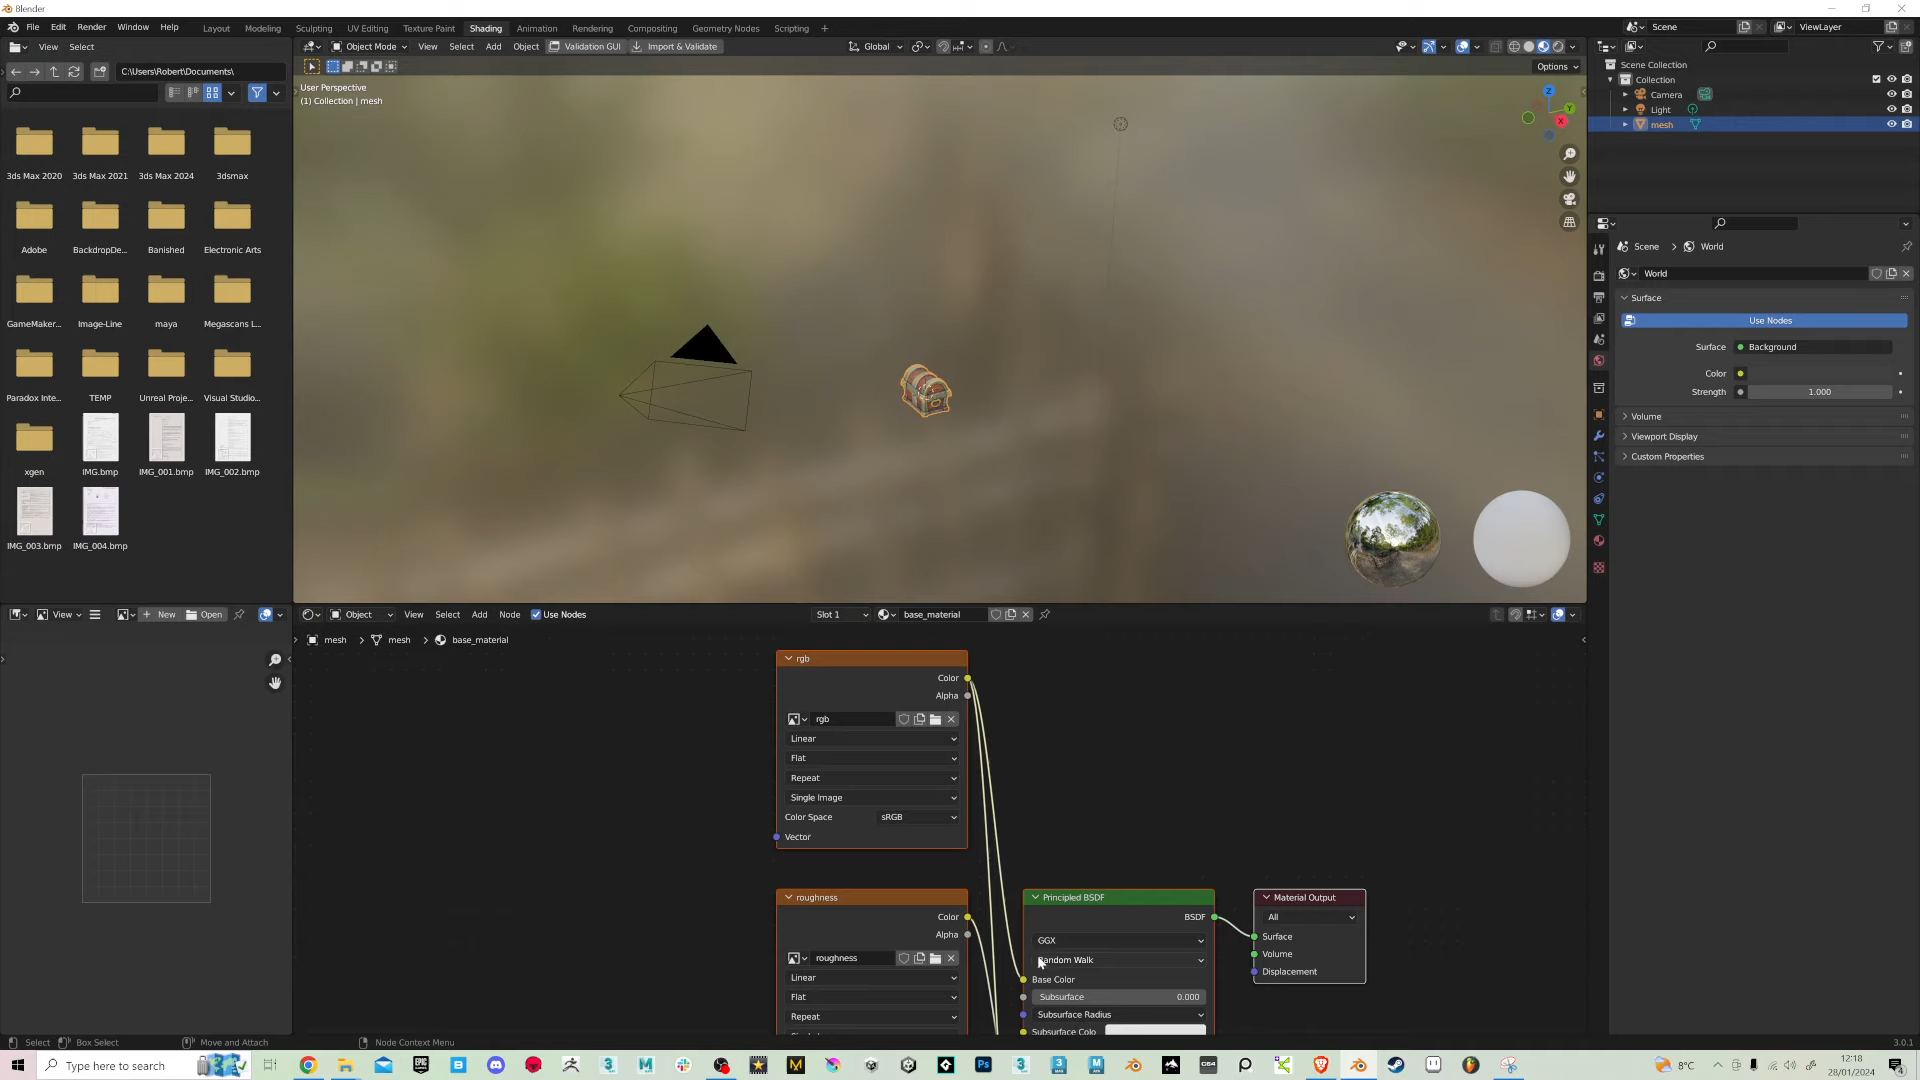 Blender
File Edit Render Window Help Layout Modeling Sculpting UV Editing Texture Paint Shading Animation Rendering Compositing Geometry Nodes Scripting + Scene ViewLayer
View Select
C:\Users\Robert\Documents\
3ds Max 2020 3ds Max 2021 3ds Max 2024 3dsmax
Adobe BackdropDe... Banished Electronic Arts
GameMaker... Image-Line maya Megascans L...
Paradox Inte... TEMP Unreal Proje... Visual Studio...
xgen IMG.bmp IMG_001.bmp IMG_002.bmp
IMG_003.bmp IMG_004.bmp
Object Mode View Select Add Object Validation GUI Import & Validate Global
Options
User Perspective
(1) Collection | mesh
Z
Y
X
Scene Collection
Collection
Camera
Light
mesh
Scene > World
World
Surface
Use Nodes
Surface Background
Color
Strength 1.000
Volume
Viewport Display
Custom Properties
View New Open
Object View Select Add Node Use Nodes Slot 1 base_material
mesh > mesh > base_material
rgb
Color
Alpha
rgb
Linear
Flat
Repeat
Single Image
Color Space sRGB
Vector
roughness
Color
Alpha
roughness
Linear
Flat
Repeat
Principled BSDF
BSDF
GGX
Random Walk
Base Color
Subsurface 0.000
Subsurface Radius
Subsurface Colo
Material Output
All
Surface
Volume
Displacement
Select Box Select Move and Attach Node Context Menu 3.0.1
Type here to search
8°C
12:18
28/01/2024